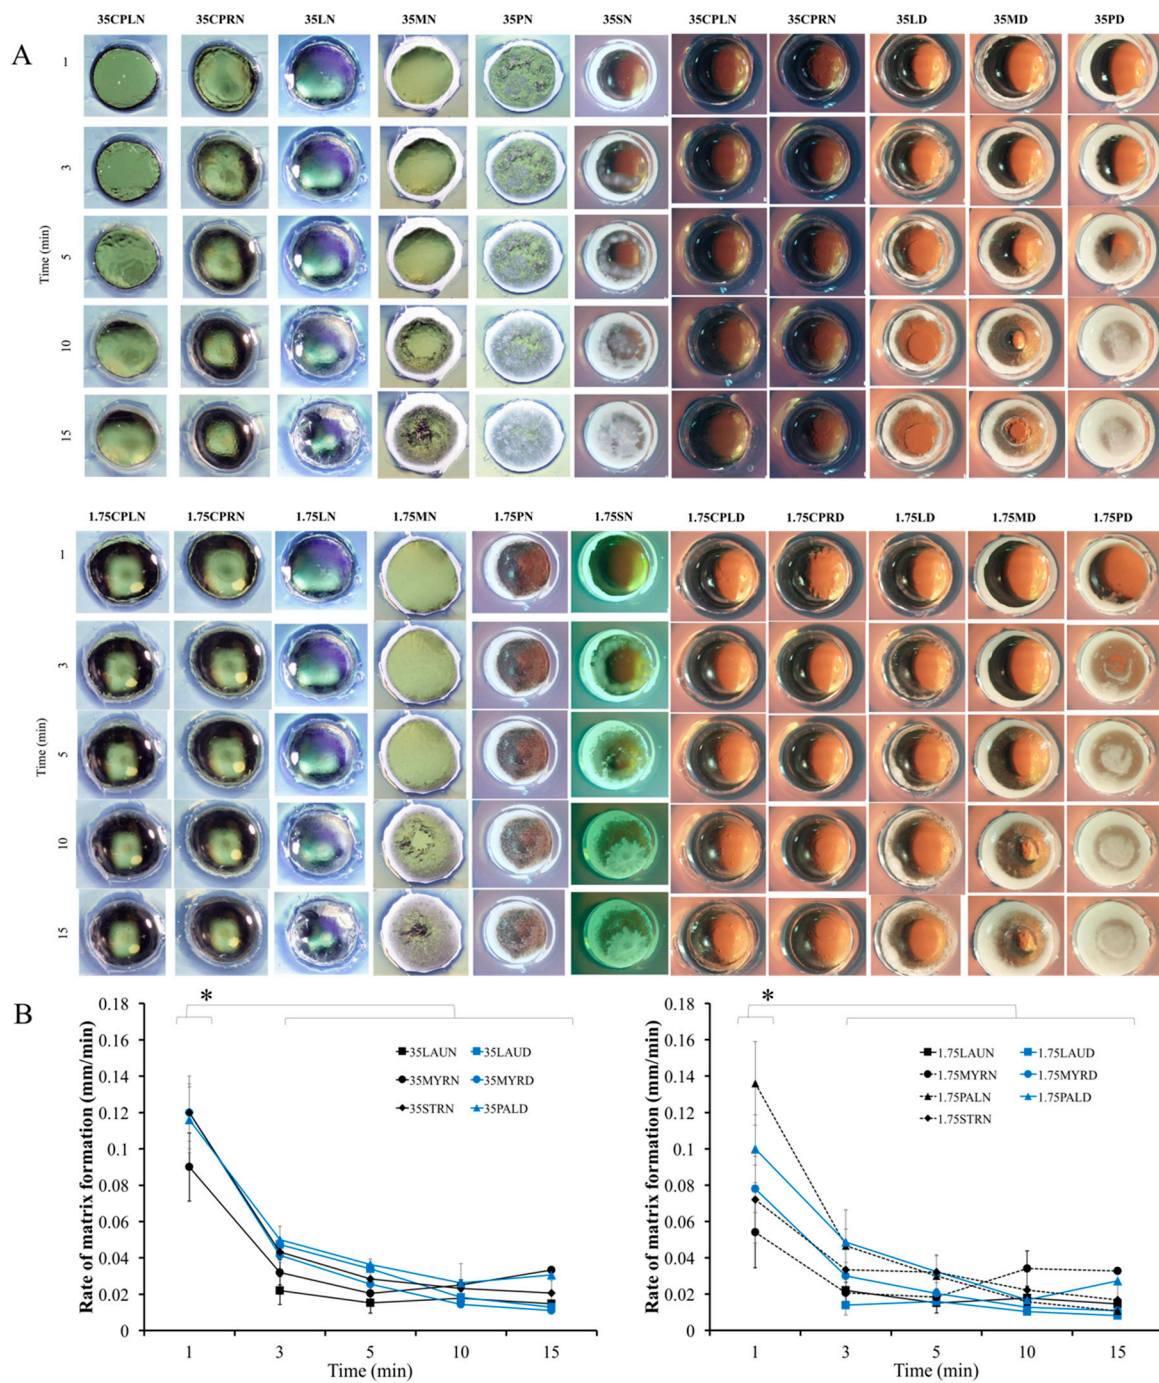 A
35CPLN 35CPRN 35LN 35MN 35PN 35SN 35CPLN 35CPRN 35LD 35MD 35PD
1
3
Time (min)
5
10
15
1.75CPLN 1.75CPRN 1.75LN 1.75MN 1.75PN 1.75SN 1.75CPLD 1.75CPRD 1.75LD 1.75MD 1.75PD
1
3
Time (min)
5
10
15
B
Rate of matrix formation (mm/min)
0.18
0.16
0.14
0.12
0.1
0.08
0.06
0.04
0.02
0
*
35LAUN 35LAUD
35MYRN 35MYRD
35STRN 35PALD
1 3 5 10 15
Time (min)
Rate of matrix formation (mm/min)
0.18
0.16
0.14
0.12
0.1
0.08
0.06
0.04
0.02
0
*
1.75LAUN 1.75LAUD
1.75MYRN 1.75MYRD
1.75PALN 1.75PALD
1.75STRN
1 3 5 10 15
Time (min)